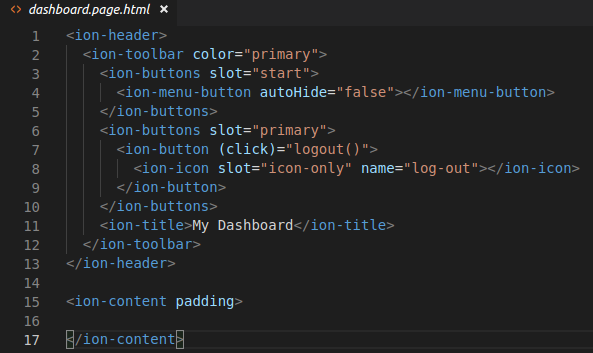 <> dashboard.page.html ×
1 <ion-header>
2   <ion-toolbar color="primary">
3     <ion-buttons slot="start">
4       <ion-menu-button autoHide="false"></ion-menu-button>
5     </ion-buttons>
6     <ion-buttons slot="primary">
7       <ion-button (click)="logout()">
8         <ion-icon slot="icon-only" name="log-out"></ion-icon>
9       </ion-button>
10     </ion-buttons>
11     <ion-title>My Dashboard</ion-title>
12   </ion-toolbar>
13 </ion-header>
14
15 <ion-content padding>
16
17 </ion-content>